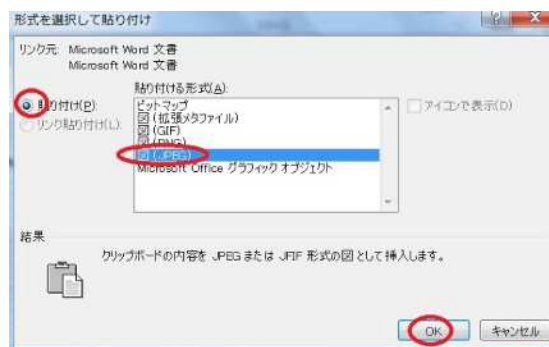 形式を選択して貼り付け
リンク元: Microsoft Word 文書
Microsoft Word 文書
貼り付ける形式(A):
貼り付け(P):
リンク貼り付け(L):
ビットマップ
図 (拡張メタファイル)
図 (GIF)
図 (PNG)
図 (JPEG)
Microsoft Office グラフィック オブジェクト
アイコンで表示(D)
結果
クリップボードの内容を JPEG または JFIF 形式の図として挿入します。
OK
キャンセル